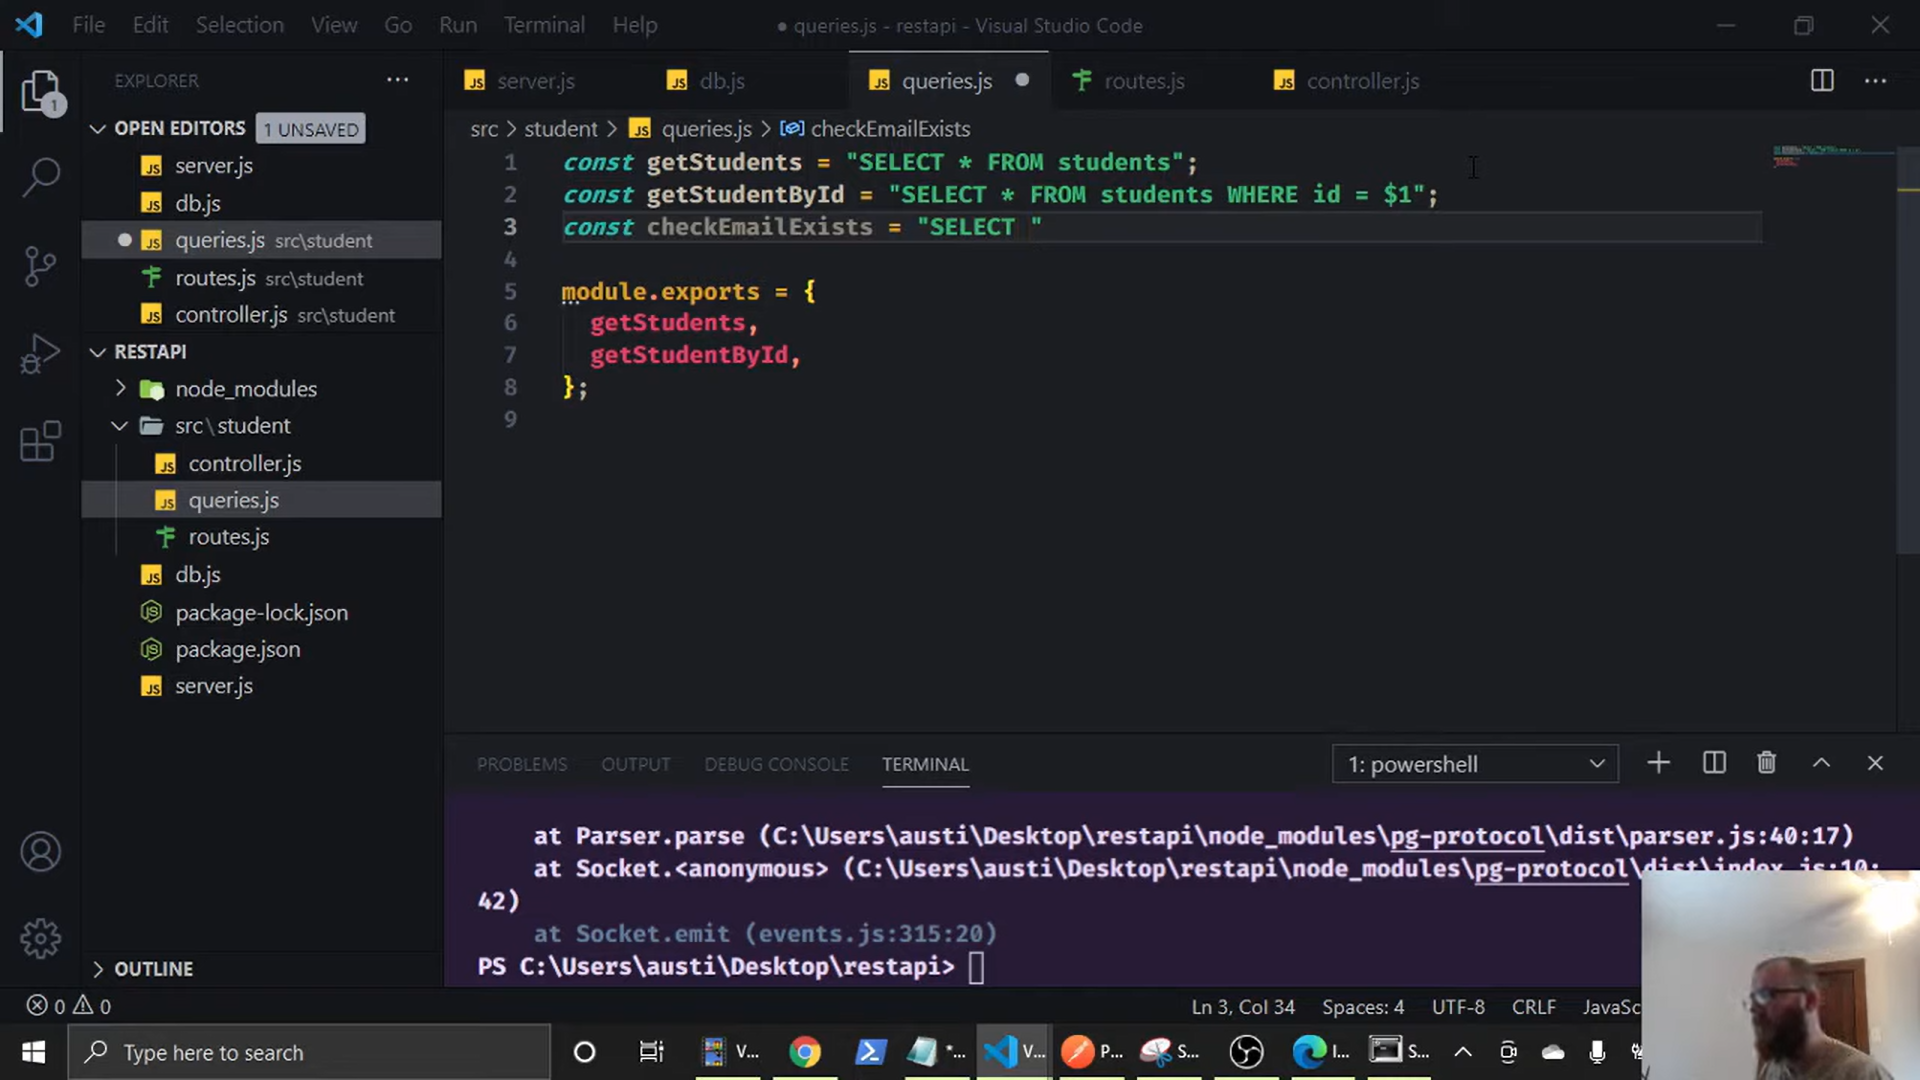 File Edit Selection View Go Run Terminal Help
● queries.js - restapi - Visual Studio Code
EXPLORER
OPEN EDITORS 1 UNSAVED
server.js
db.js
queries.js src\student
routes.js src\student
controller.js src\student
RESTAPI
node_modules
src\student
controller.js
queries.js
routes.js
db.js
package-lock.json
package.json
server.js
OUTLINE
1
server.js db.js queries.js routes.js controller.js
src > student > queries.js > checkEmailExists
1 const getStudents = "SELECT * FROM students";
2 const getStudentById = "SELECT * FROM students WHERE id = $1";
3 const checkEmailExists = "SELECT "
4
5 module.exports = {
6 getStudents,
7 getStudentById,
8 };
9
PROBLEMS OUTPUT DEBUG CONSOLE TERMINAL 1: powershell
at Parser.parse (C:\Users\austi\Desktop\restapi\node_modules\pg-protocol\dist\parser.js:40:17)
at Socket.<anonymous> (C:\Users\austi\Desktop\restapi\node_modules\pg-protocol\dist\index.js:10:
42)
at Socket.emit (events.js:315:20)
PS C:\Users\austi\Desktop\restapi>
0 0 Ln 3, Col 34 Spaces: 4 UTF-8 CRLF JavaSc
Type here to search V... *... V... P... S... I... S...